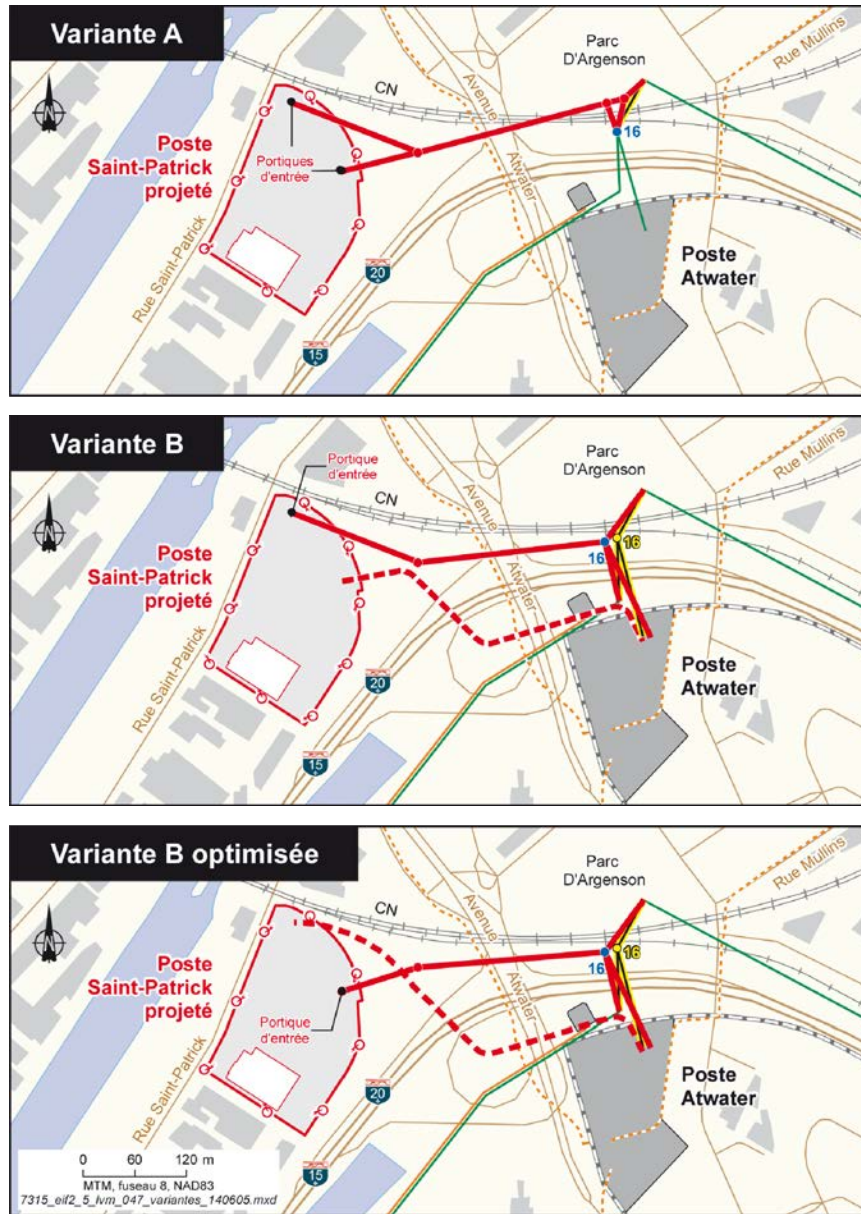 Variante A
Parc
D'Argenson
Rue Mullins
CN
Avenue
Poste
Saint-Patrick
projeté
Portiques
d'entrée
16
Atwater
Rue Saint-Patrick
20
Poste
Atwater
15
Variante B
Portique
d'entrée
Parc
D'Argenson
Rue Mullins
CN
Avenue
Poste
Saint-Patrick
projeté
16
16
Atwater
Rue Saint-Patrick
20
Poste
Atwater
15
Variante B optimisée
Parc
D'Argenson
Rue Mullins
CN
Avenue
Poste
Saint-Patrick
projeté
16
16
Portique
d'entrée
Atwater
Rue Saint-Patrick
20
Poste
Atwater
15
0 60 120 m
MTM, fuseau 8, NAD83
7315_eif2_5_lvm_047_variantes_140605.mxd